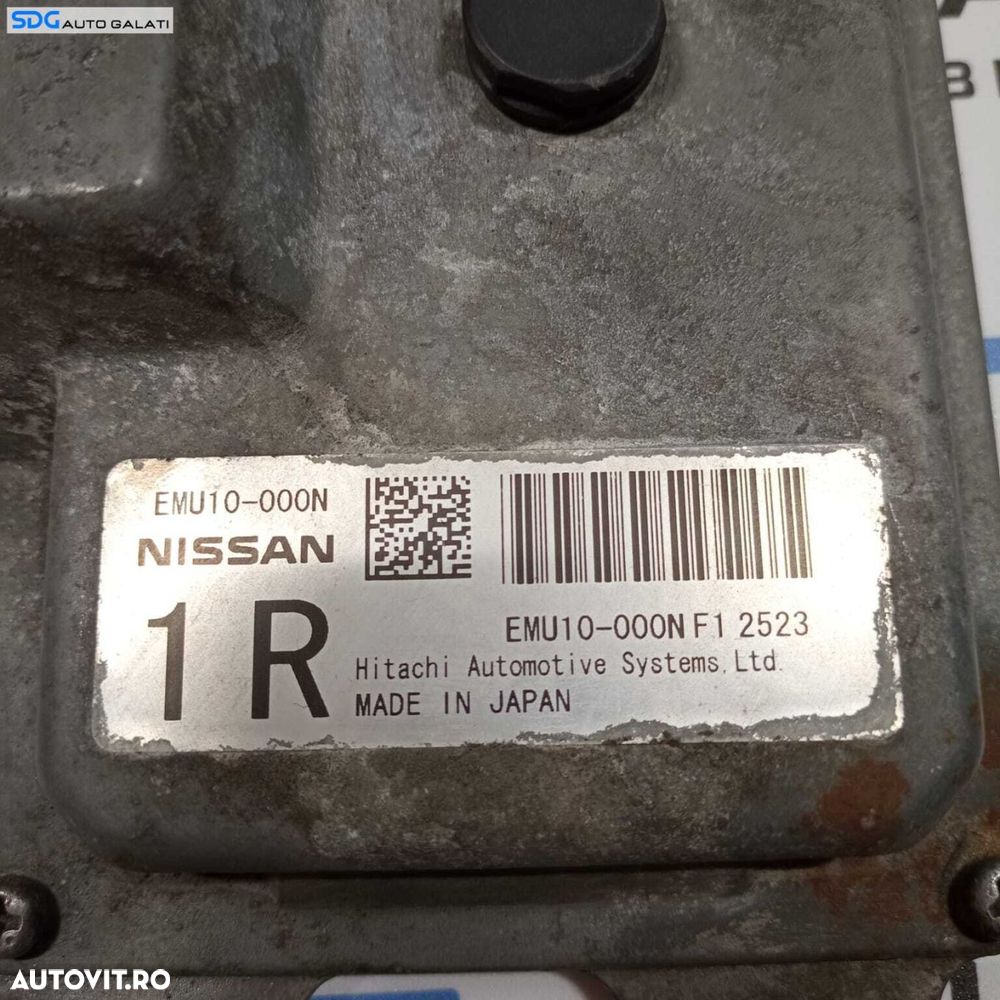 SDG AUTO GALATI
B
EMU10-000N
NISSAN
1 R
EMU10-000N F1 2523
Hitachi Automotive Systems, Ltd.
MADE IN JAPAN
AUTOVIT.RO